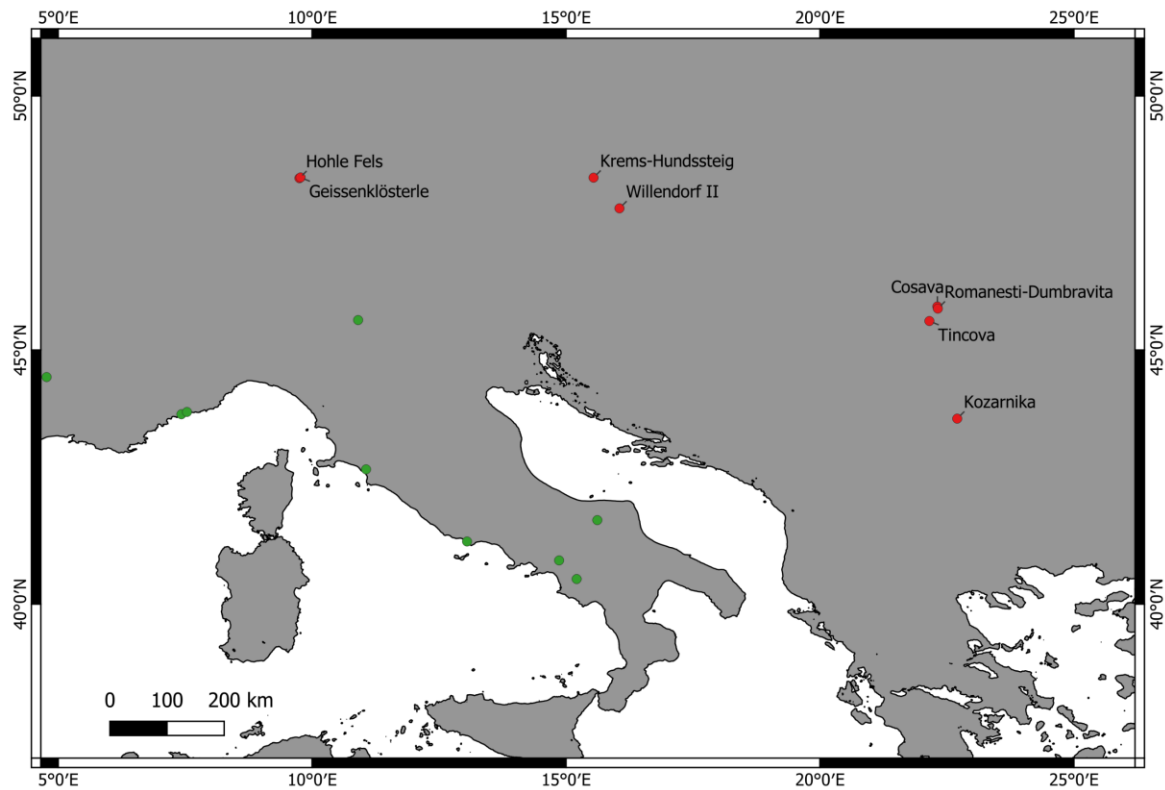 5°0′E 10°0′E 15°0′E 20°0′E 25°0′E
50°0′N 50°0′N
Hohle Fels Krems-Hundssteig
Geissenklösterle Willendorf II
Cosava Romanesti-Dumbravita
Tincova
45°0′N 45°0′N
Kozarnika
40°0′N 40°0′N
0 100 200 km
5°0′E 10°0′E 15°0′E 20°0′E 25°0′E